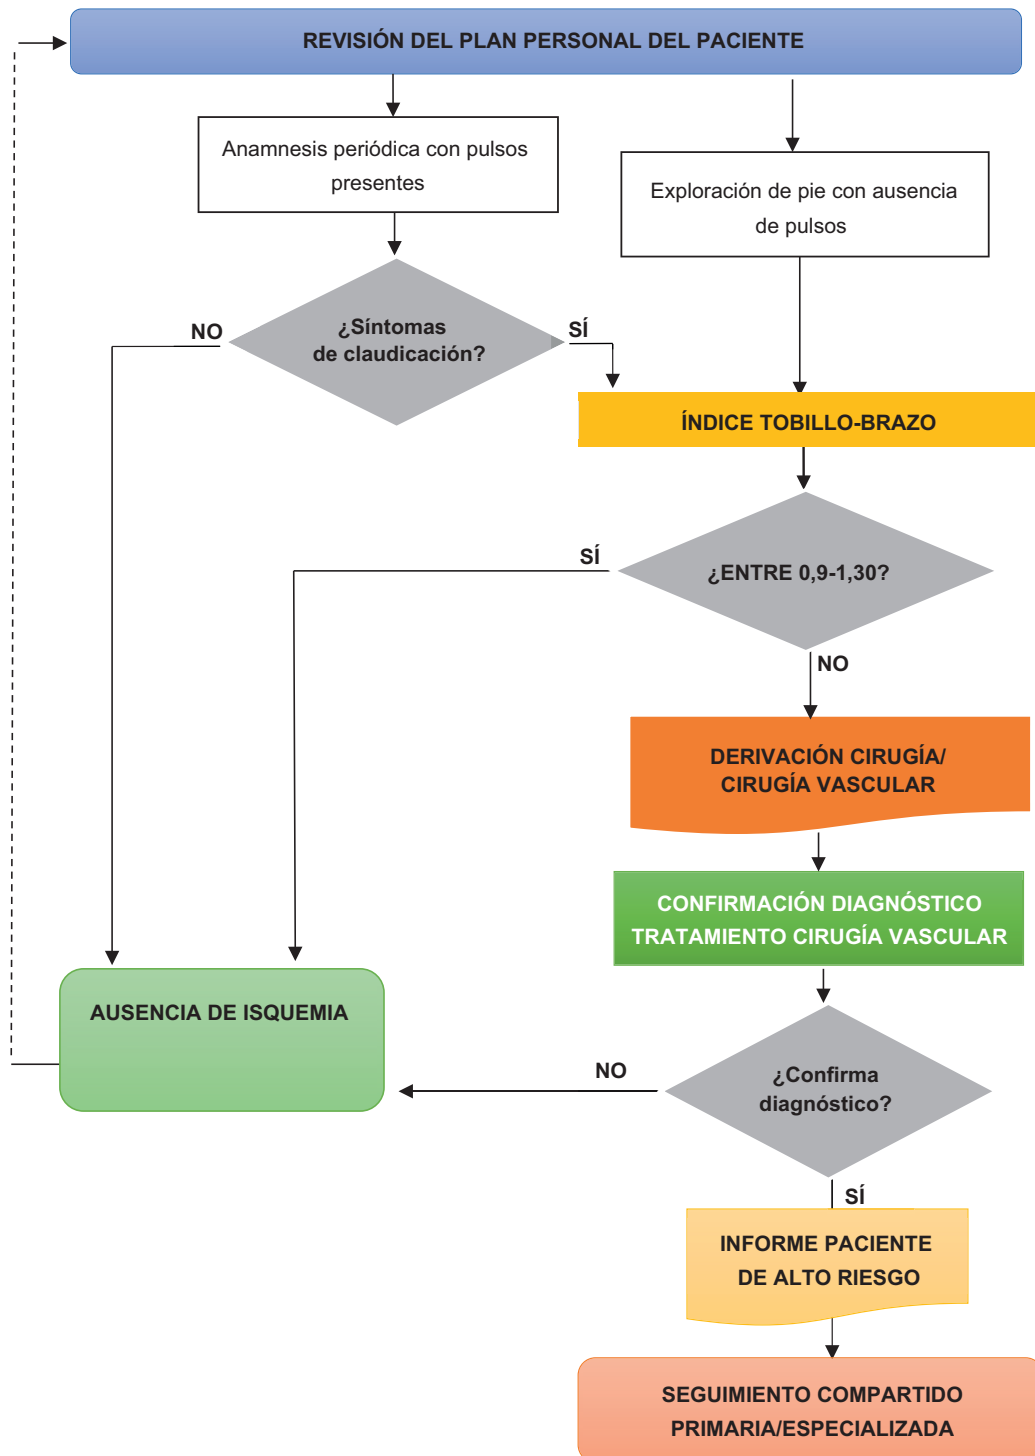 REVISIÓN DEL PLAN PERSONAL DEL PACIENTE
Anamnesis periódica con pulsos
presentes
Exploración de pie con ausencia
de pulsos
¿Síntomas
de claudicación?
NO
SÍ
ÍNDICE TOBILLO-BRAZO
¿ENTRE 0,9-1,30?
SÍ
NO
DERIVACIÓN CIRUGÍA/
CIRUGÍA VASCULAR
CONFIRMACIÓN DIAGNÓSTICO
TRATAMIENTO CIRUGÍA VASCULAR
AUSENCIA DE ISQUEMIA
¿Confirma
diagnóstico?
NO
SÍ
INFORME PACIENTE
DE ALTO RIESGO
SEGUIMIENTO COMPARTIDO
PRIMARIA/ESPECIALIZADA